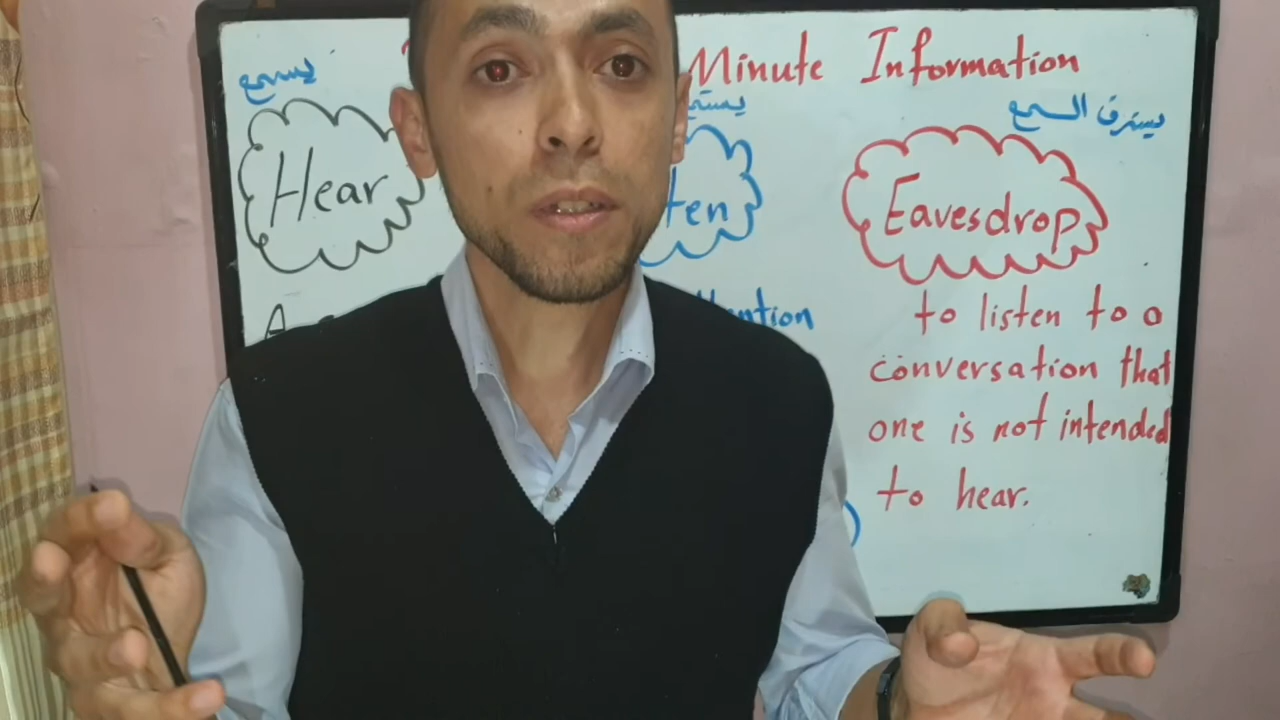 Minute Information
يسمع
يستمع
يسترق السمع
Hear
ten
Eavesdrop
to listen to a
conversation that
one is not intended
to hear.